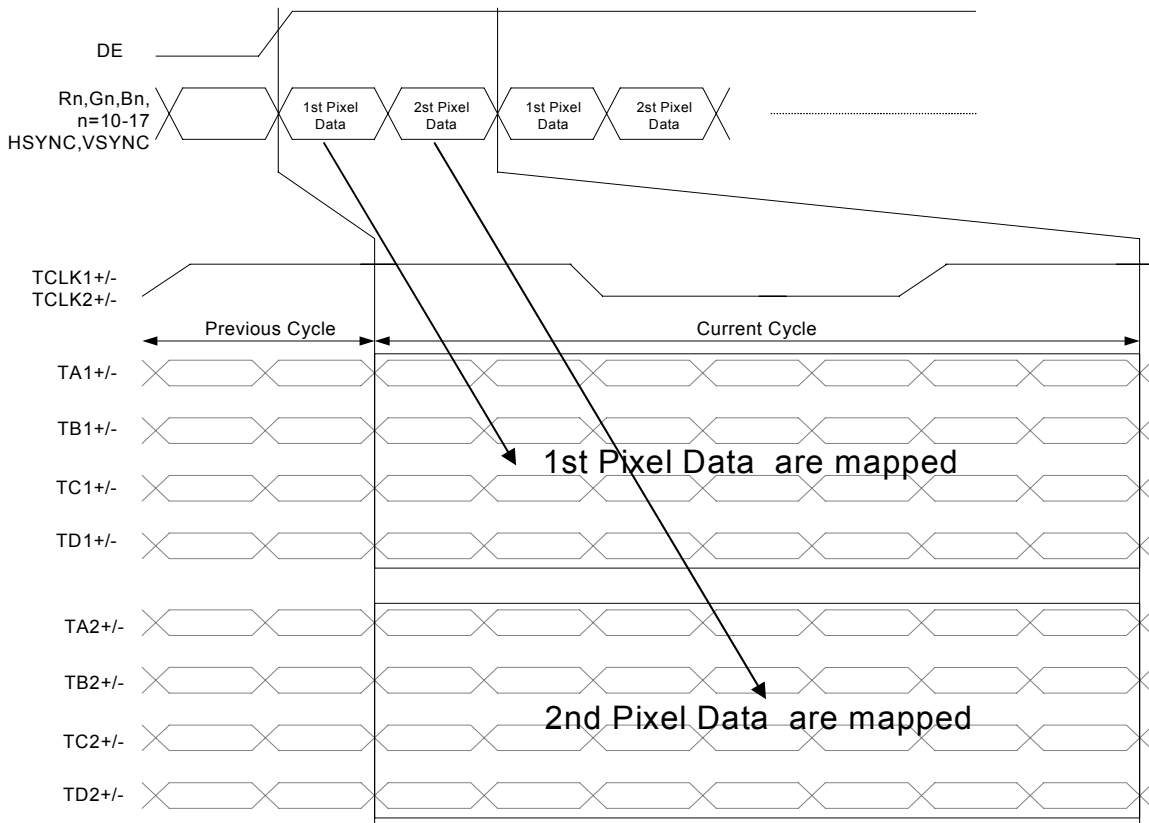 DE
Rn,Gn,Bn,
n=10-17
HSYNC,VSYNC
1st Pixel
Data
2st Pixel
Data
1st Pixel
Data
2st Pixel
Data
TCLK1+/-
TCLK2+/-
Previous Cycle
Current Cycle
TA1+/-
TB1+/-
1st Pixel Data are mapped
TC1+/-
TD1+/-
TA2+/-
TB2+/-
2nd Pixel Data are mapped
TC2+/-
TD2+/-